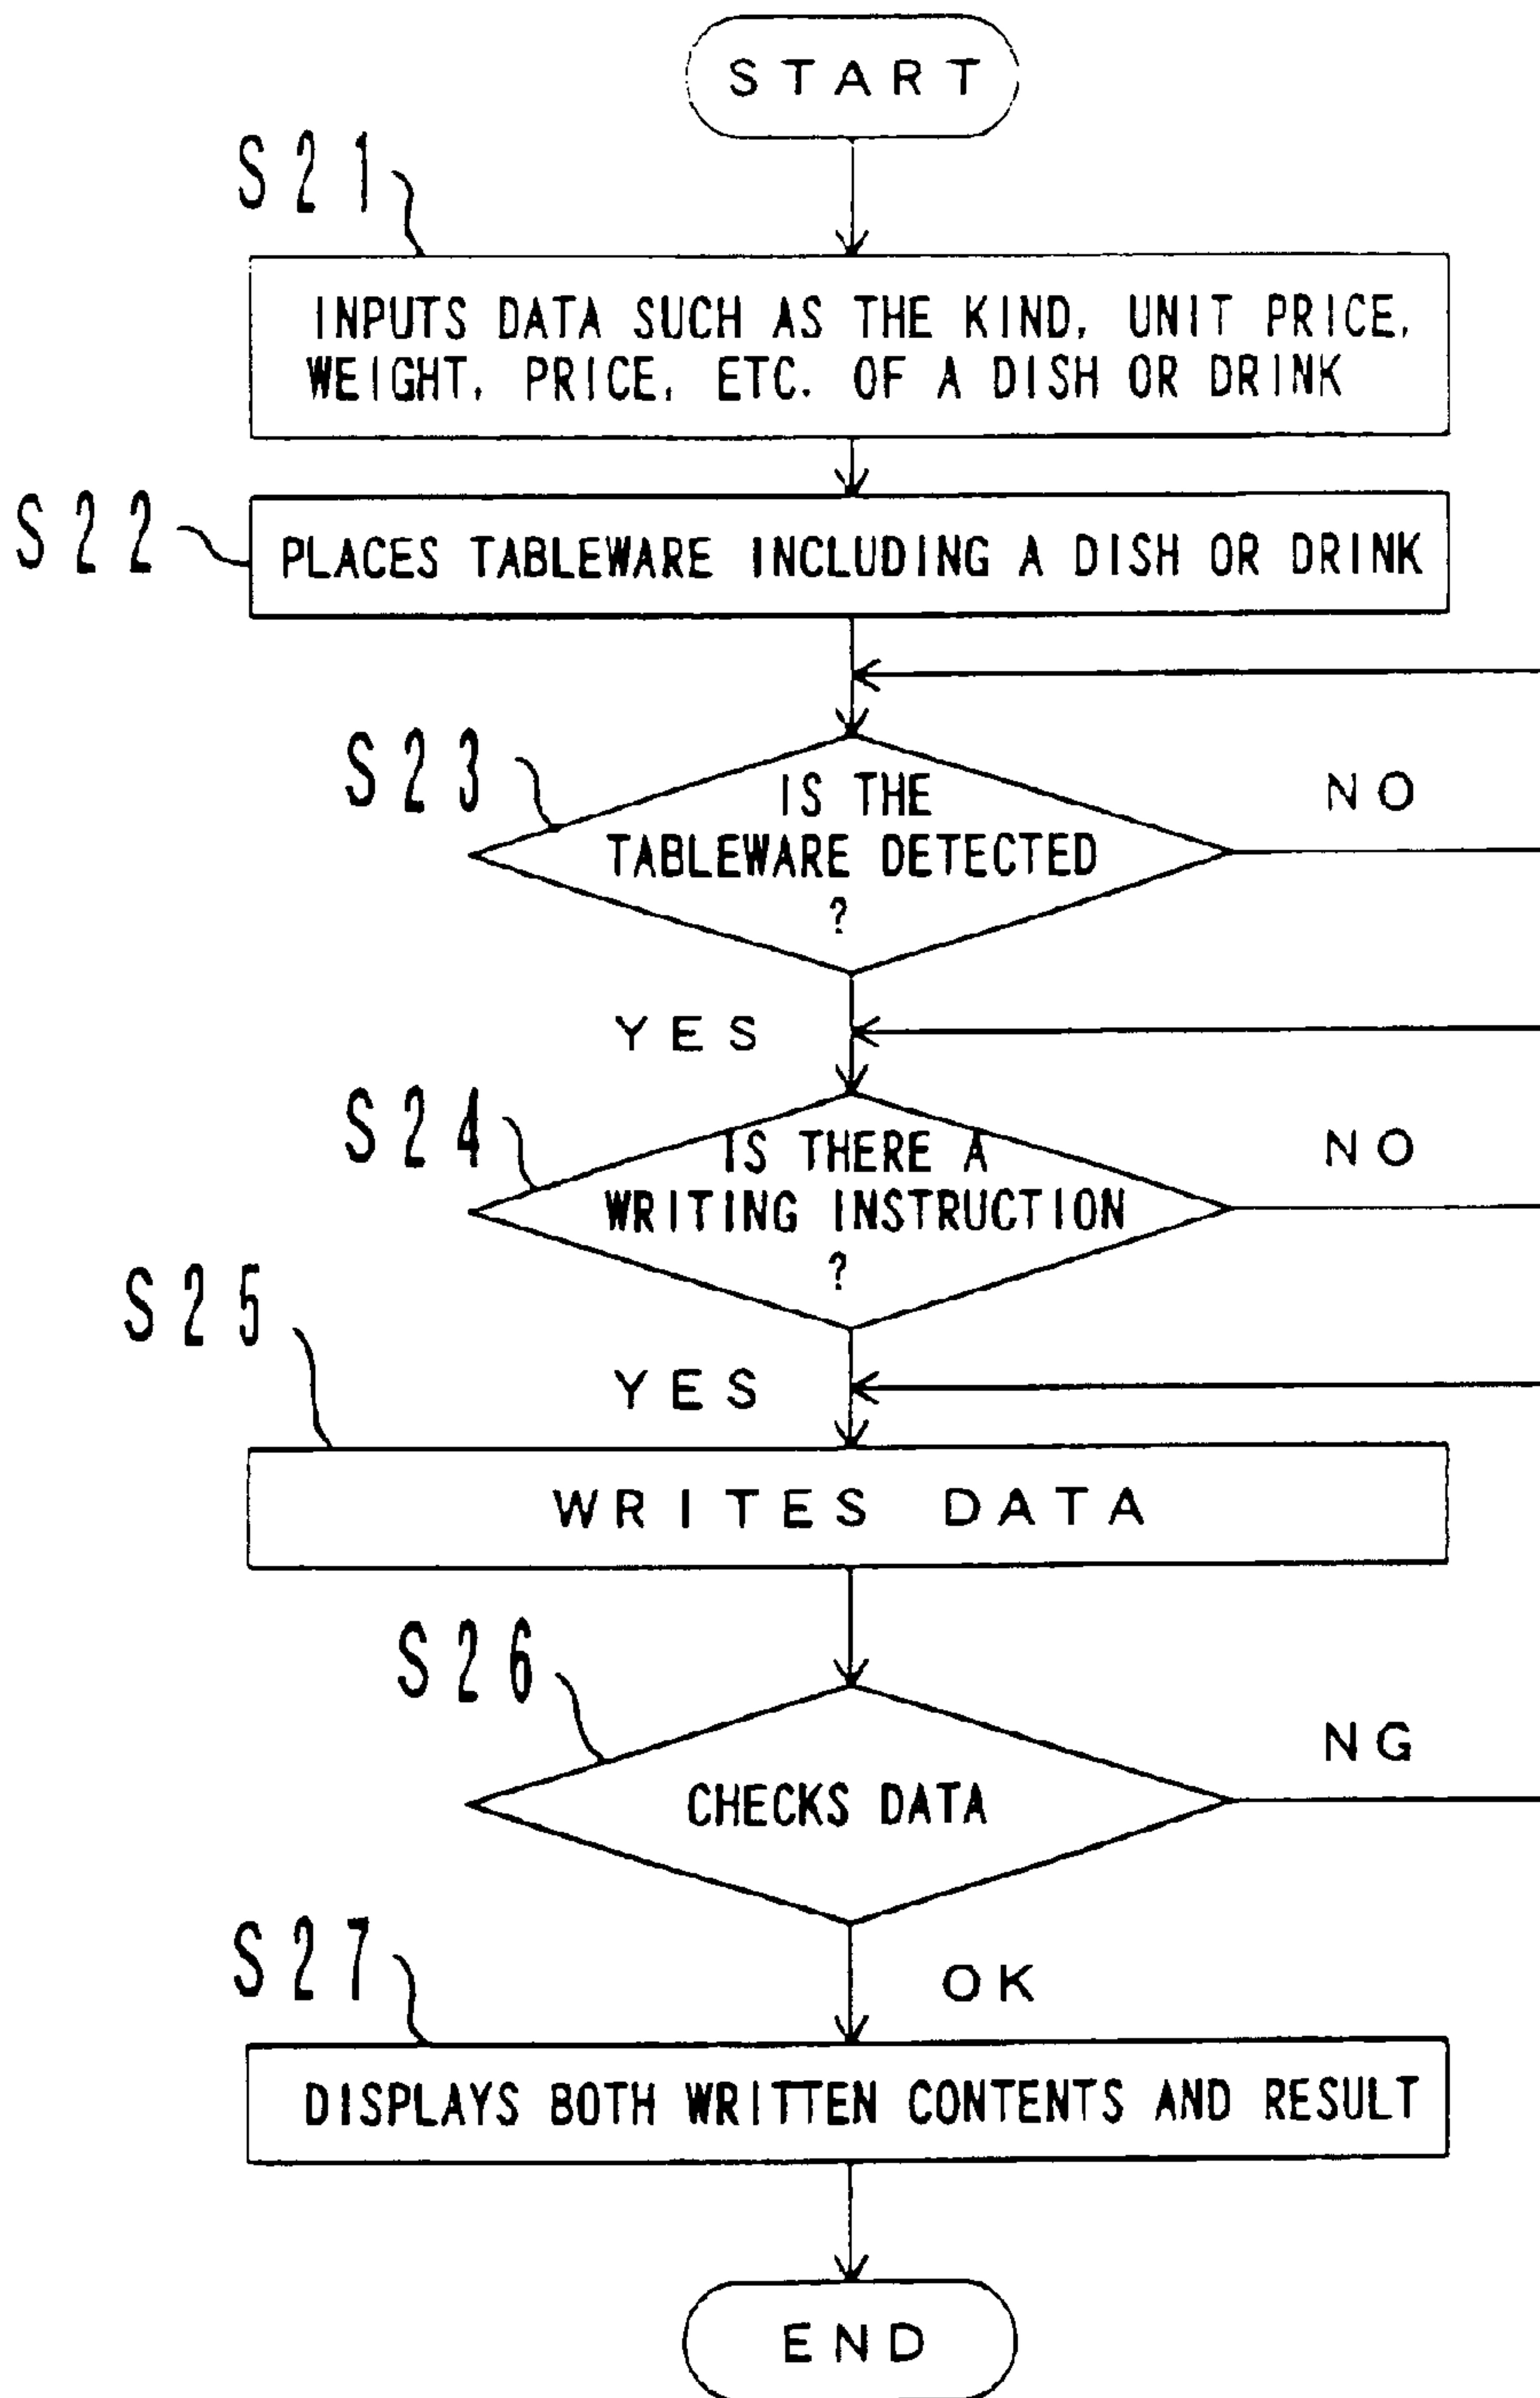 START
S21
INPUTS DATA SUCH AS THE KIND, UNIT PRICE,
WEIGHT, PRICE, ETC. OF A DISH OR DRINK
S22
PLACES TABLEWARE INCLUDING A DISH OR DRINK
S23
IS THE
TABLEWARE DETECTED
?
NO
YES
S24
IS THERE A
WRITING INSTRUCTION
?
NO
S25
YES
WRITES DATA
S26
CHECKS DATA
NG
S27
OK
DISPLAYS BOTH WRITTEN CONTENTS AND RESULT
END